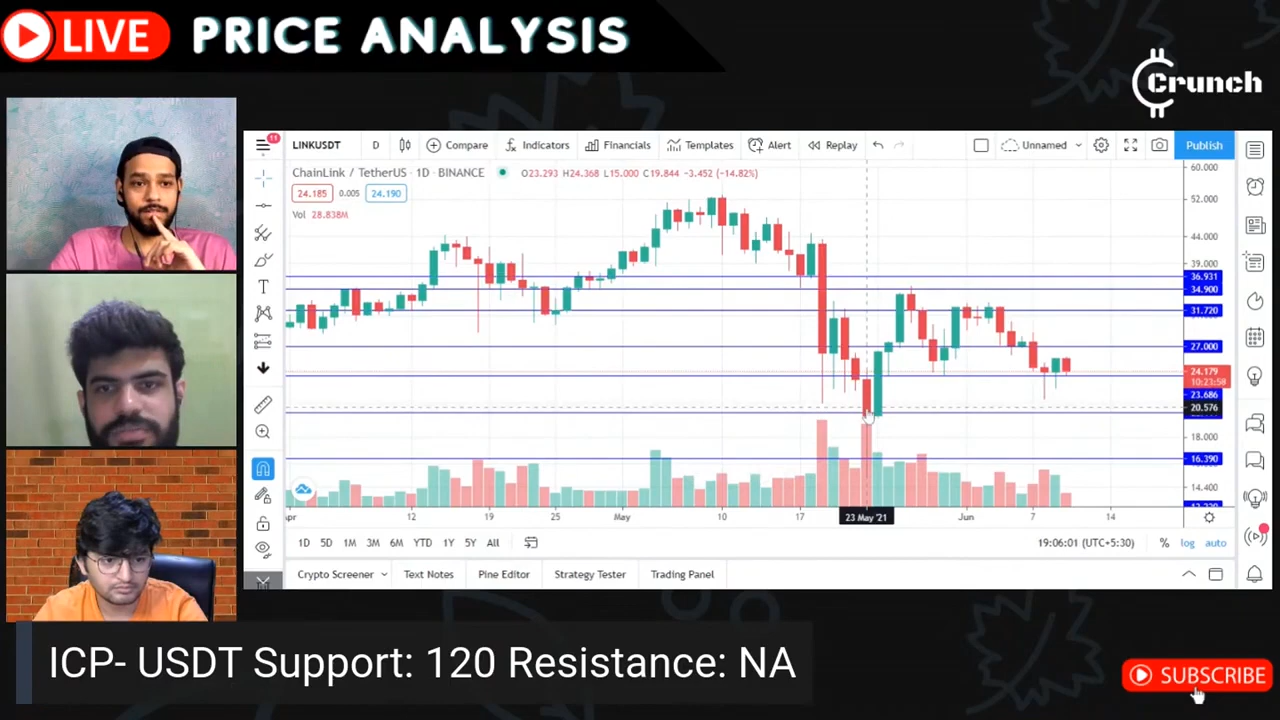 LIVE PRICE ANALYSIS
Crunch
11
LINKUSDT D Compare Indicators Financials Templates Alert Replay Unnamed Publish
ChainLink / TetherUS · 1D · BINANCE O23.293 H24.368 L15.000 C19.844 −3.452 (−14.82%)
24.185 0.005 24.190
Vol 28.838M
60.000
52.000
44.000
39.000
36.931
34.900
31.720
27.000
24.179
10:23:58
23.686
20.576
18.000
16.390
14.400
Apr 12 19 25 May 10 17 23 May '21 Jun 7 14
1D 5D 1M 3M 6M YTD 1Y 5Y All 19:06:01 (UTC+5:30) % log auto
Crypto Screener Text Notes Pine Editor Strategy Tester Trading Panel
ICP- USDT Support: 120 Resistance: NA
SUBSCRIBE